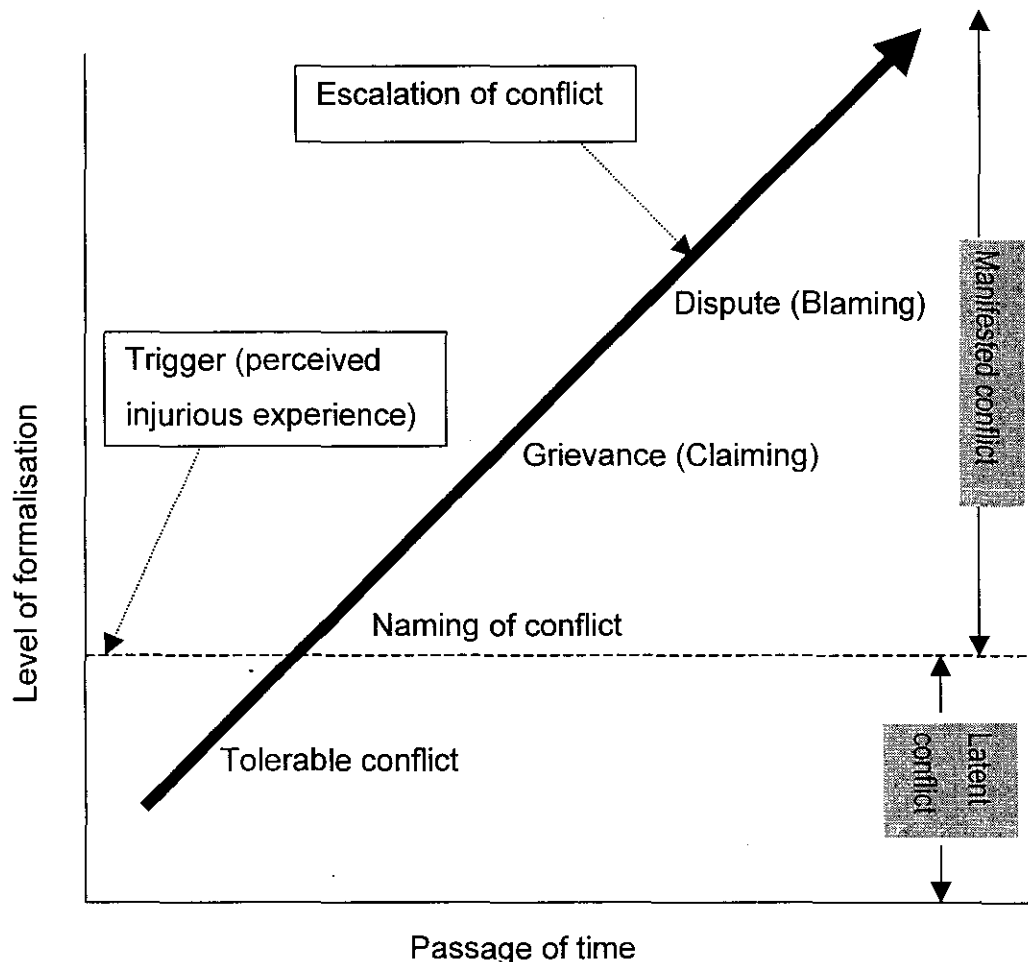 Escalation of conflict
Manifested conflict
Dispute (Blaming)
Trigger (perceived
injurious experience)
Grievance (Claiming)
Level of formalisation
Naming of conflict
Latent
conflict
Tolerable conflict
Passage of time